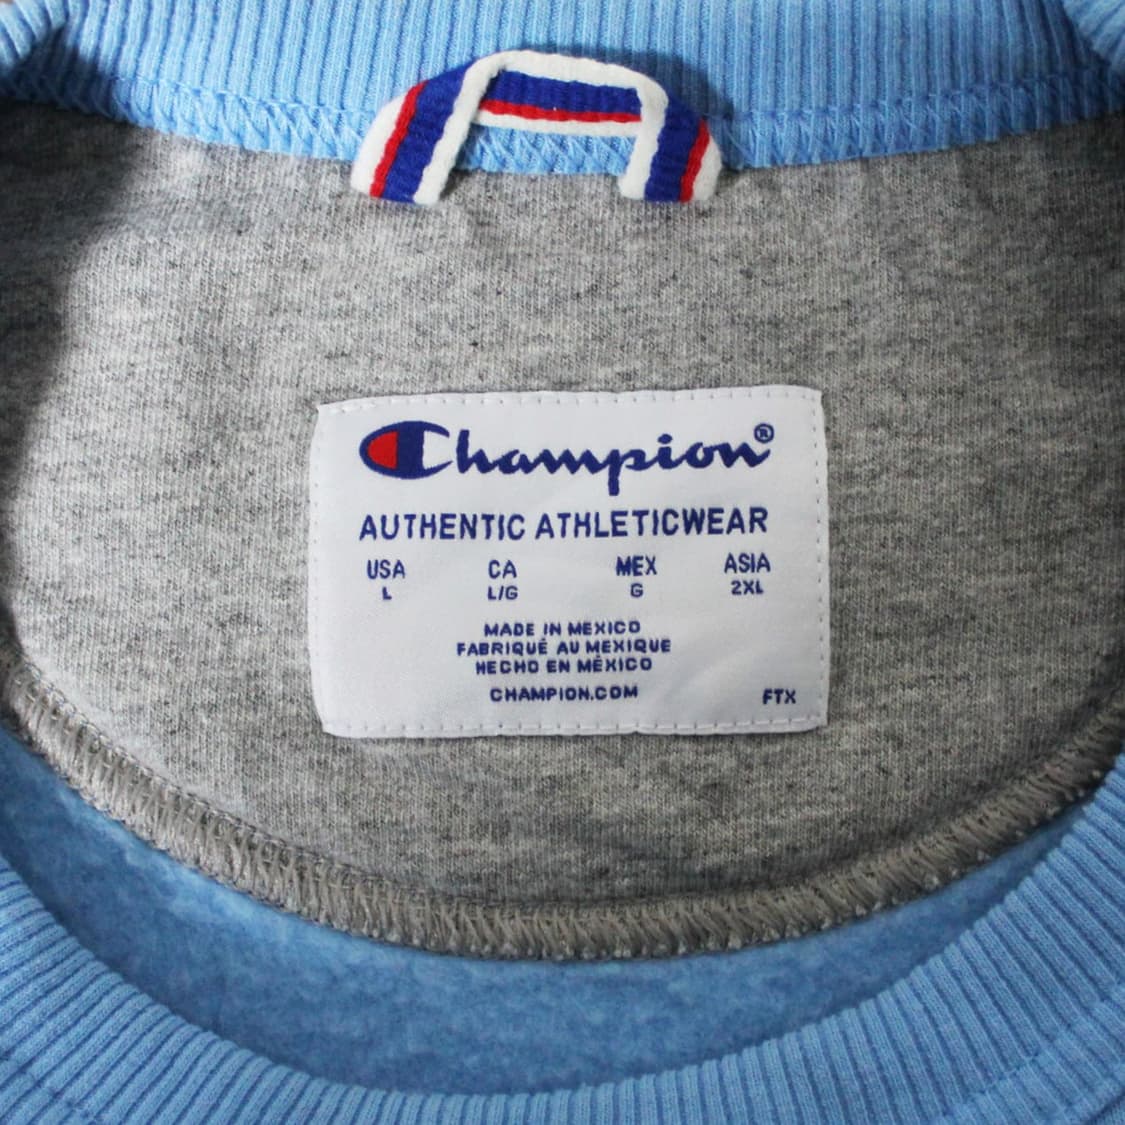 Champion®
AUTHENTIC ATHLETICWEAR
USA CA MEX ASIA
L L/G G 2XL
MADE IN MEXICO
FABRIQUÉ AU MEXIQUE
HECHO EN MÉXICO
CHAMPION.COM FTX